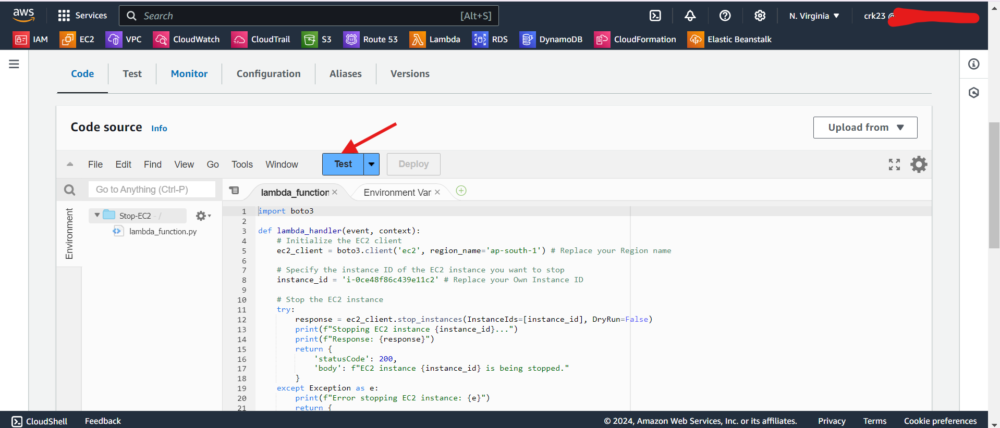 aws
Services
Search [Alt+S]
N. Virginia
crk23 @
IAM EC2 VPC CloudWatch CloudTrail S3 Route 53 Lambda RDS DynamoDB CloudFormation Elastic Beanstalk
Code Test Monitor Configuration Aliases Versions
Code source Info
Upload from
File Edit Find View Go Tools Window Test Deploy
Go to Anything (Ctrl-P)
lambda_function
Environment Var
Environment
Stop-EC2 - /
lambda_function.py
1 import boto3
2
3 def lambda_handler(event, context):
4 # Initialize the EC2 client
5 ec2_client = boto3.client('ec2', region_name='ap-south-1') # Replace your Region name
6
7 # Specify the instance ID of the EC2 instance you want to stop
8 instance_id = 'i-0ce48f86c439e11c2' # Replace your Own Instance ID
9
10 # Stop the EC2 instance
11 try:
12 response = ec2_client.stop_instances(InstanceIds=[instance_id], DryRun=False)
13 print(f"Stopping EC2 instance {instance_id}...")
14 print(f"Response: {response}")
15 return {
16 'statusCode': 200,
17 'body': f"EC2 instance {instance_id} is being stopped."
18 }
19 except Exception as e:
20 print(f"Error stopping EC2 instance: {e}")
21 return {
CloudShell Feedback
© 2024, Amazon Web Services, Inc. or its affiliates. Privacy Terms Cookie preferences